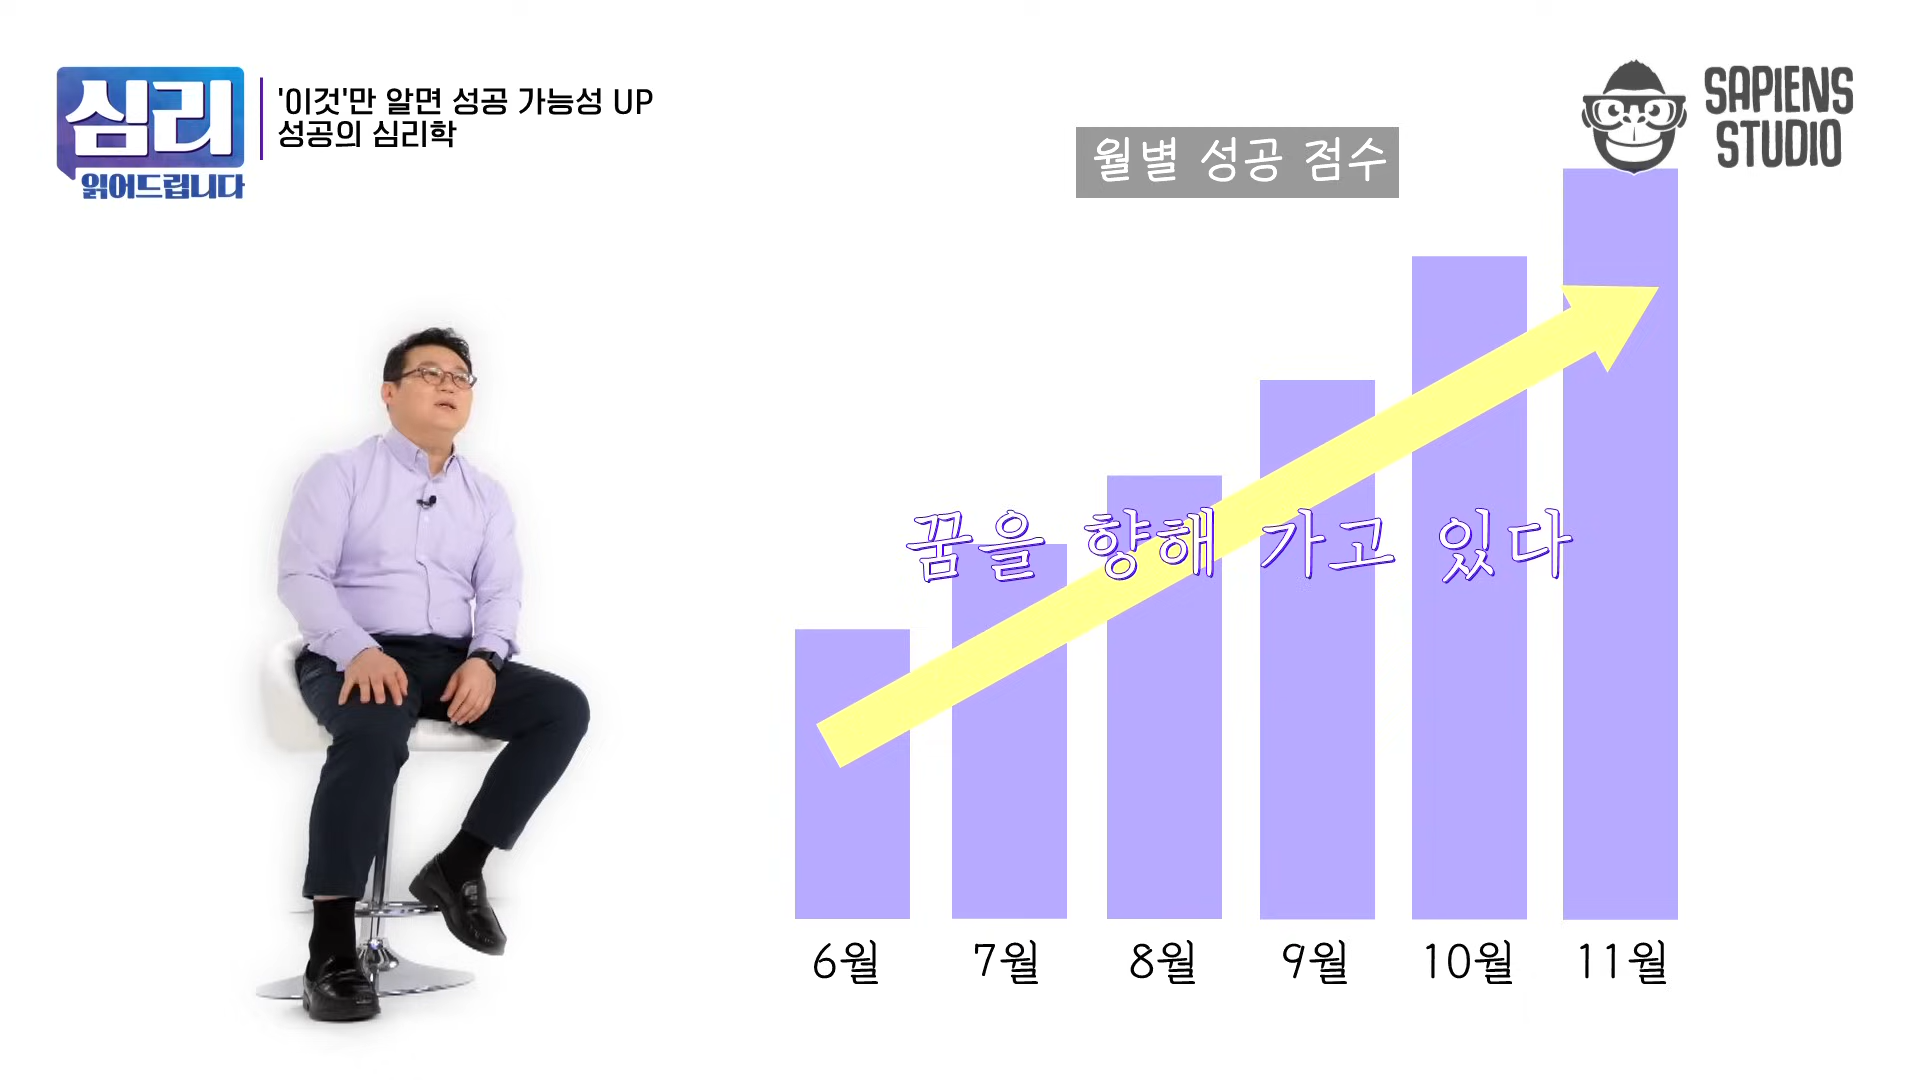 심리
읽어드립니다
'이것'만 알면 성공 가능성 UP
성공의 심리학
월별 성공 점수
SAPIENS
STUDIO
꿈을 향해 가고 있다
6월 7월 8월 9월 10월 11월